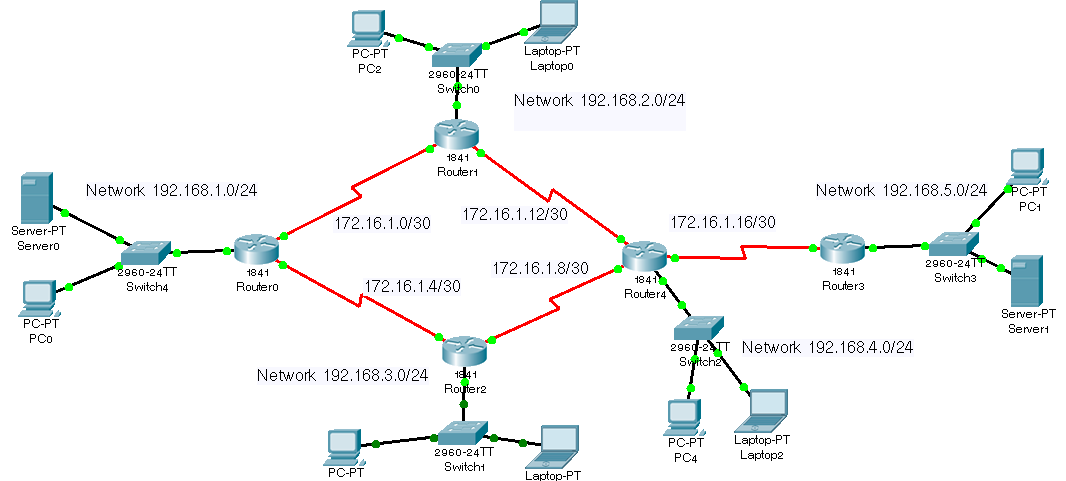 PC-PT
PC2
Laptop-PT
Laptop0
2960-24TT
Switch0
Network 192.168.2.0/24
1841
Router1
Network 192.168.1.0/24
Server-PT
Server0
172.16.1.0/30
172.16.1.12/30
172.16.1.16/30
Network 192.168.5.0/24
PC-PT
PC1
2960-24TT
Switch4
1841
Router0
172.16.1.4/30
172.16.1.8/30
1841
Router4
1841
Router3
2960-24TT
Switch3
Server-PT
Server1
PC-PT
PC0
Network 192.168.3.0/24
1841
Router2
2960-24TT
Switch2
Network 192.168.4.0/24
PC-PT
2960-24TT
Switch1
Laptop-PT
PC-PT
PC4
Laptop-PT
Laptop2